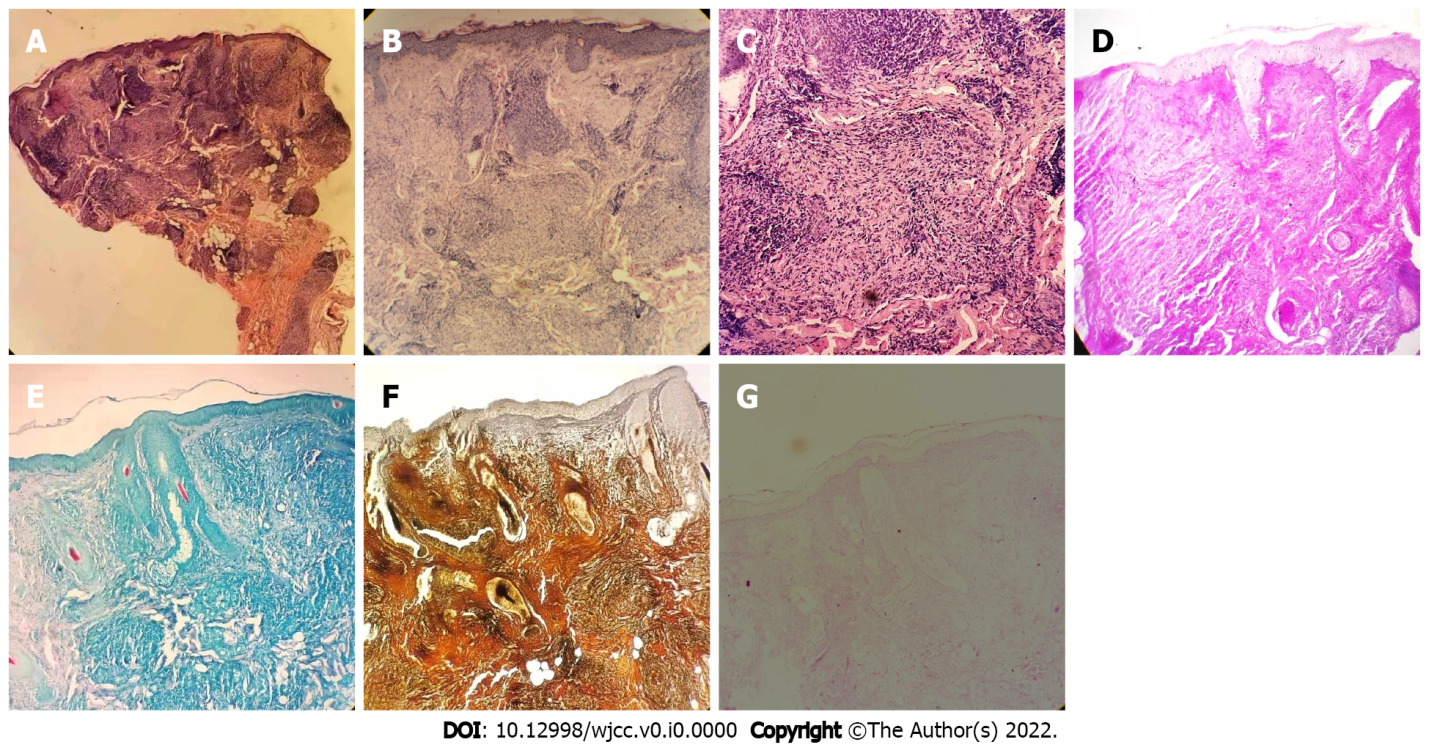 A B C D
E F G
DOI: 10.12998/wjcc.v0.i0.0000 Copyright ©The Author(s) 2022.